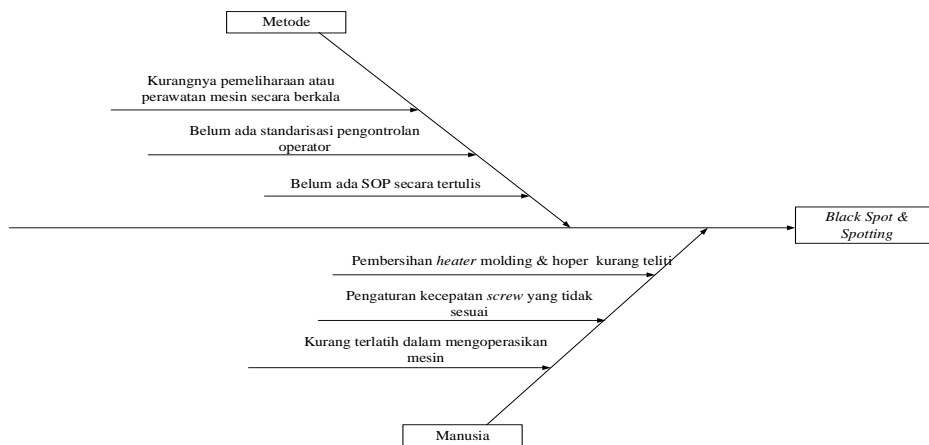 Metode
Kurangnya pemeliharaan atau
perawatan mesin secara berkala
Belum ada standarisasi pengontrolan
operator
Belum ada SOP secara tertulis
Black Spot &
Spotting
Pembersihan heater molding & hoper kurang teliti
Pengaturan kecepatan screw yang tidak
sesuai
Kurang terlatih dalam mengoperasikan
mesin
Manusia